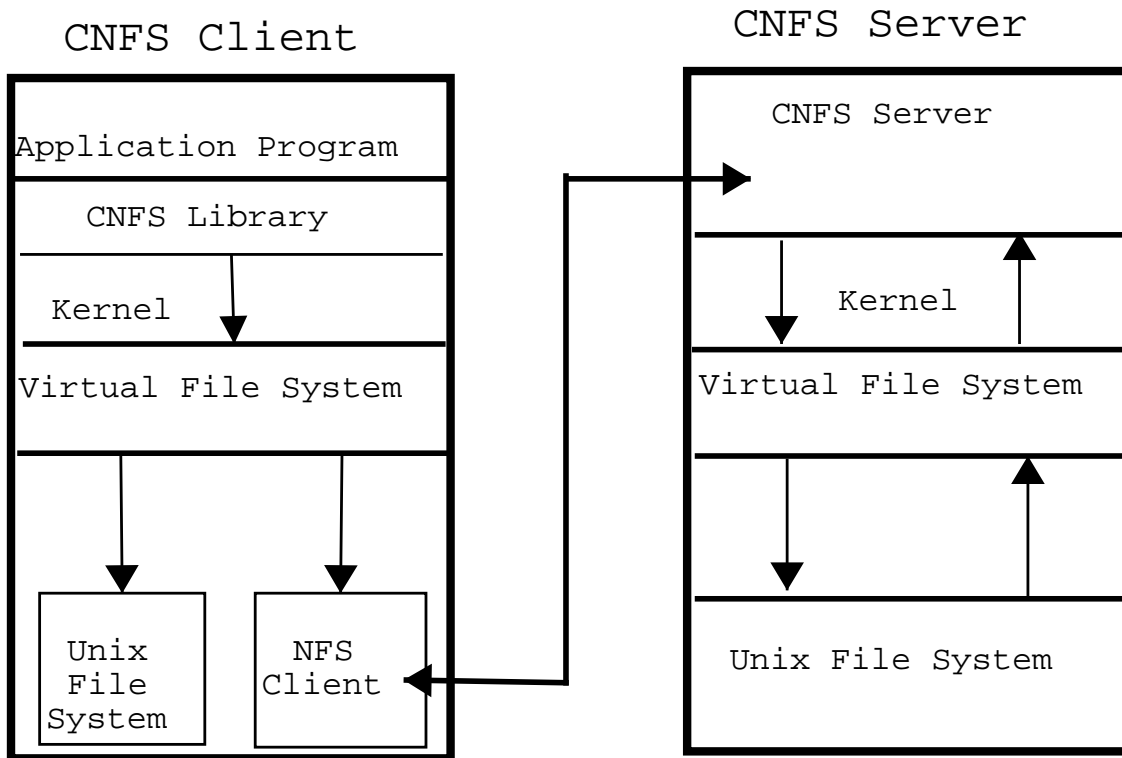 CNFS Client
Application Program
CNFS Library
Kernel
Virtual File System
Unix
File
System
NFS
Client
CNFS Server
CNFS Server
Kernel
Virtual File System
Unix File System